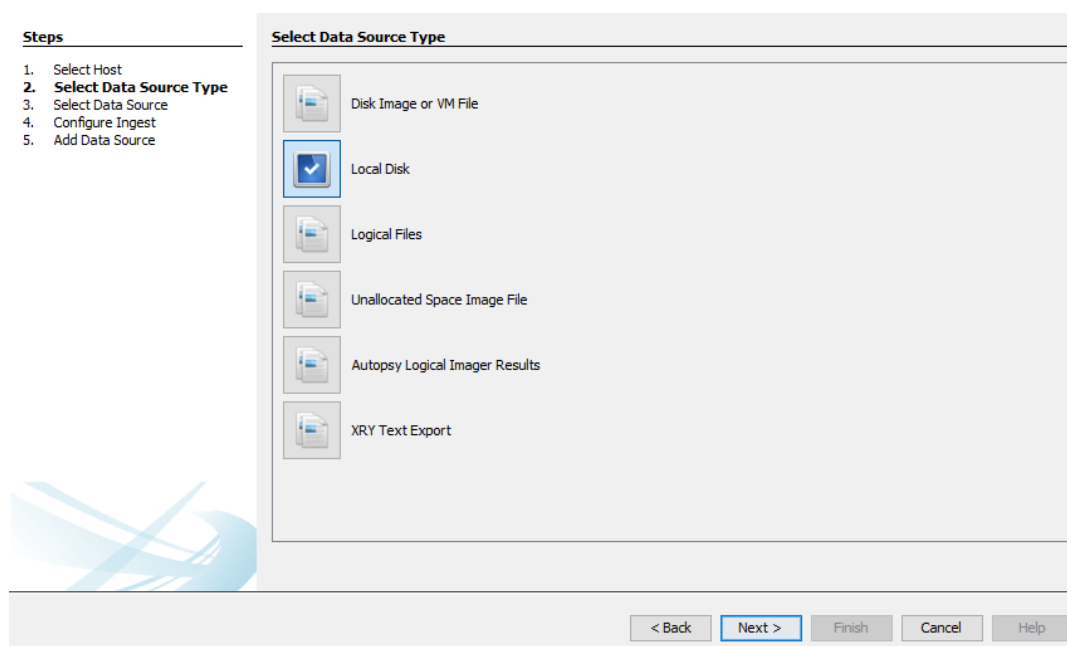 Steps
1. Select Host
2. Select Data Source Type
3. Select Data Source
4. Configure Ingest
5. Add Data Source
Select Data Source Type
Disk Image or VM File
Local Disk
Logical Files
Unallocated Space Image File
Autopsy Logical Imager Results
XRY Text Export
< Back Next > Finish Cancel Help